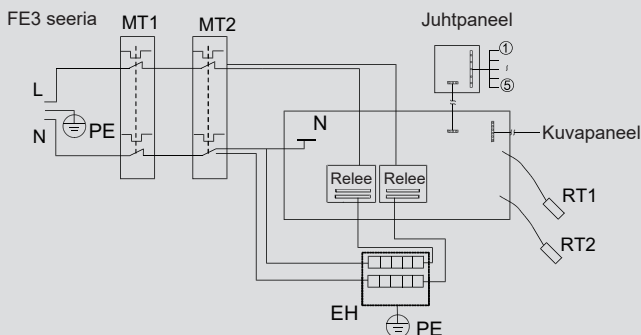 FE3 seeria
MT1
MT2
Juhtpaneel
①
~
⑤
L
N
PE
N
Kuvapaneel
Relee
Relee
RT1
RT2
EH
PE